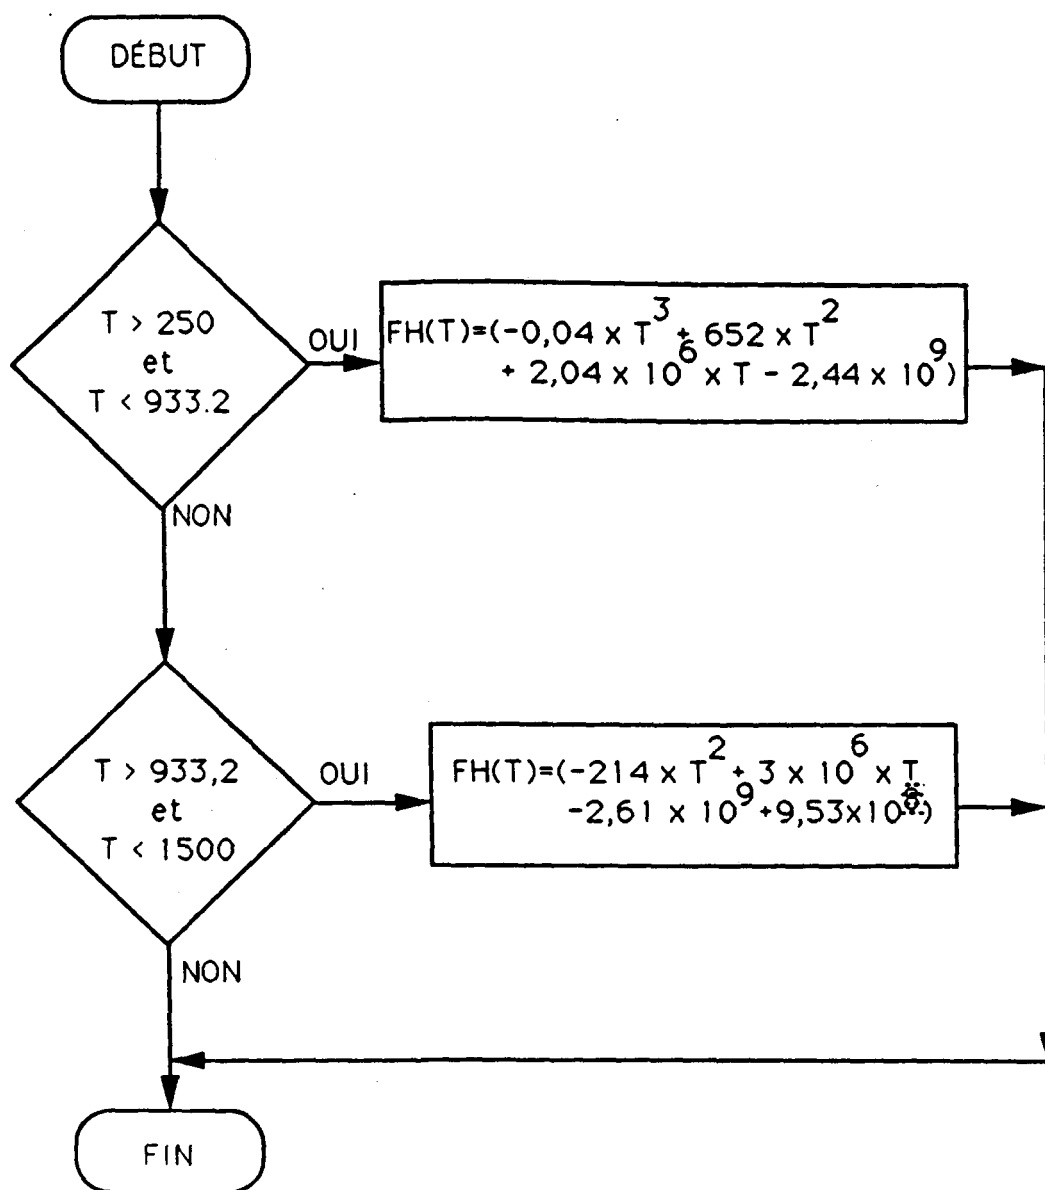 DÉBUT
T > 250
et
T < 933.2
OUI
FH(T)=(-0,04 x T³ + 652 x T²
+ 2,04 x 10⁶ x T - 2,44 x 10⁹)
NON
T > 933,2
et
T < 1500
OUI
FH(T)=(-214 x T² + 3 x 10⁶ x T
-2,61 x 10⁹ +9,53x10⁸)
NON
FIN